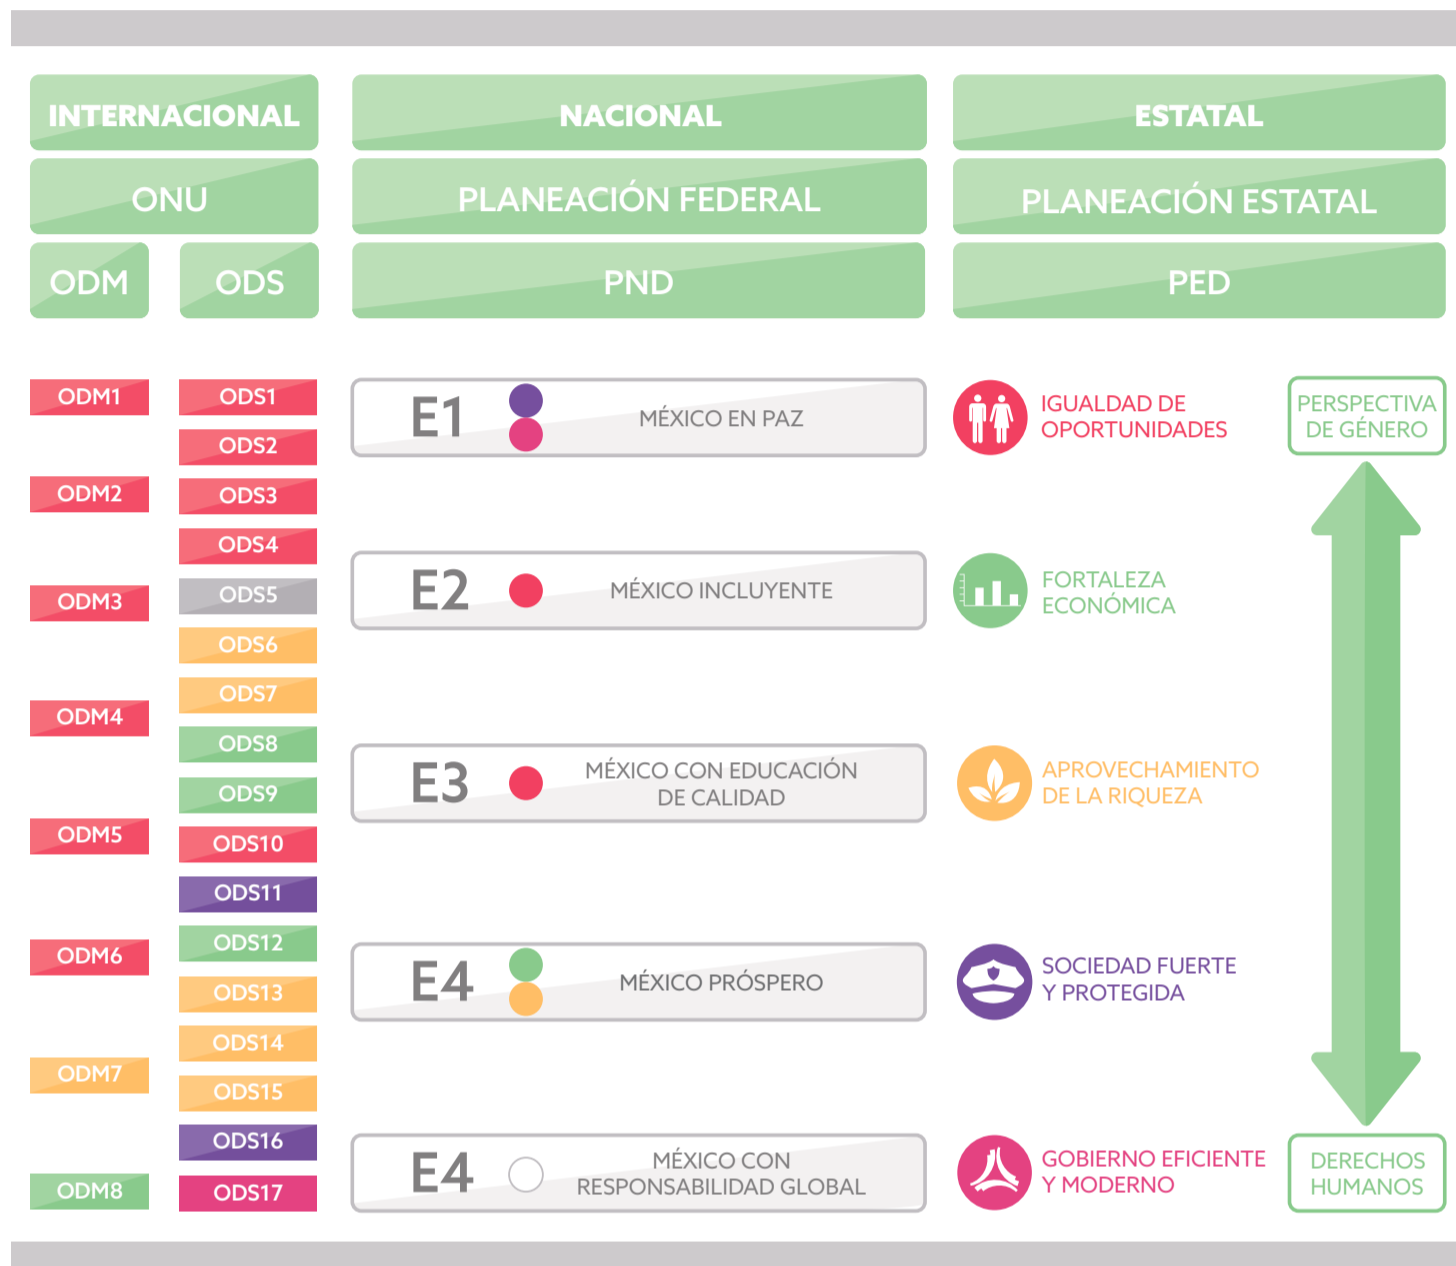 INTERNACIONAL
NACIONAL
ESTATAL
ONU
PLANEACIÓN FEDERAL
PLANEACIÓN ESTATAL
ODM
ODS
PND
PED
ODM1
ODM2
ODM3
ODM4
ODM5
ODM6
ODM7
ODM8
ODS1
ODS2
ODS3
ODS4
ODS5
ODS6
ODS7
ODS8
ODS9
ODS10
ODS11
ODS12
ODS13
ODS14
ODS15
ODS16
ODS17
E1
MÉXICO EN PAZ
E2
MÉXICO INCLUYENTE
E3
MÉXICO CON EDUCACIÓN
DE CALIDAD
E4
MÉXICO PRÓSPERO
E4
MÉXICO CON
RESPONSABILIDAD GLOBAL
IGUALDAD DE
OPORTUNIDADES
FORTALEZA
ECONÓMICA
APROVECHAMIENTO
DE LA RIQUEZA
SOCIEDAD FUERTE
Y PROTEGIDA
GOBIERNO EFICIENTE
Y MODERNO
PERSPECTIVA
DE GÉNERO
DERECHOS
HUMANOS